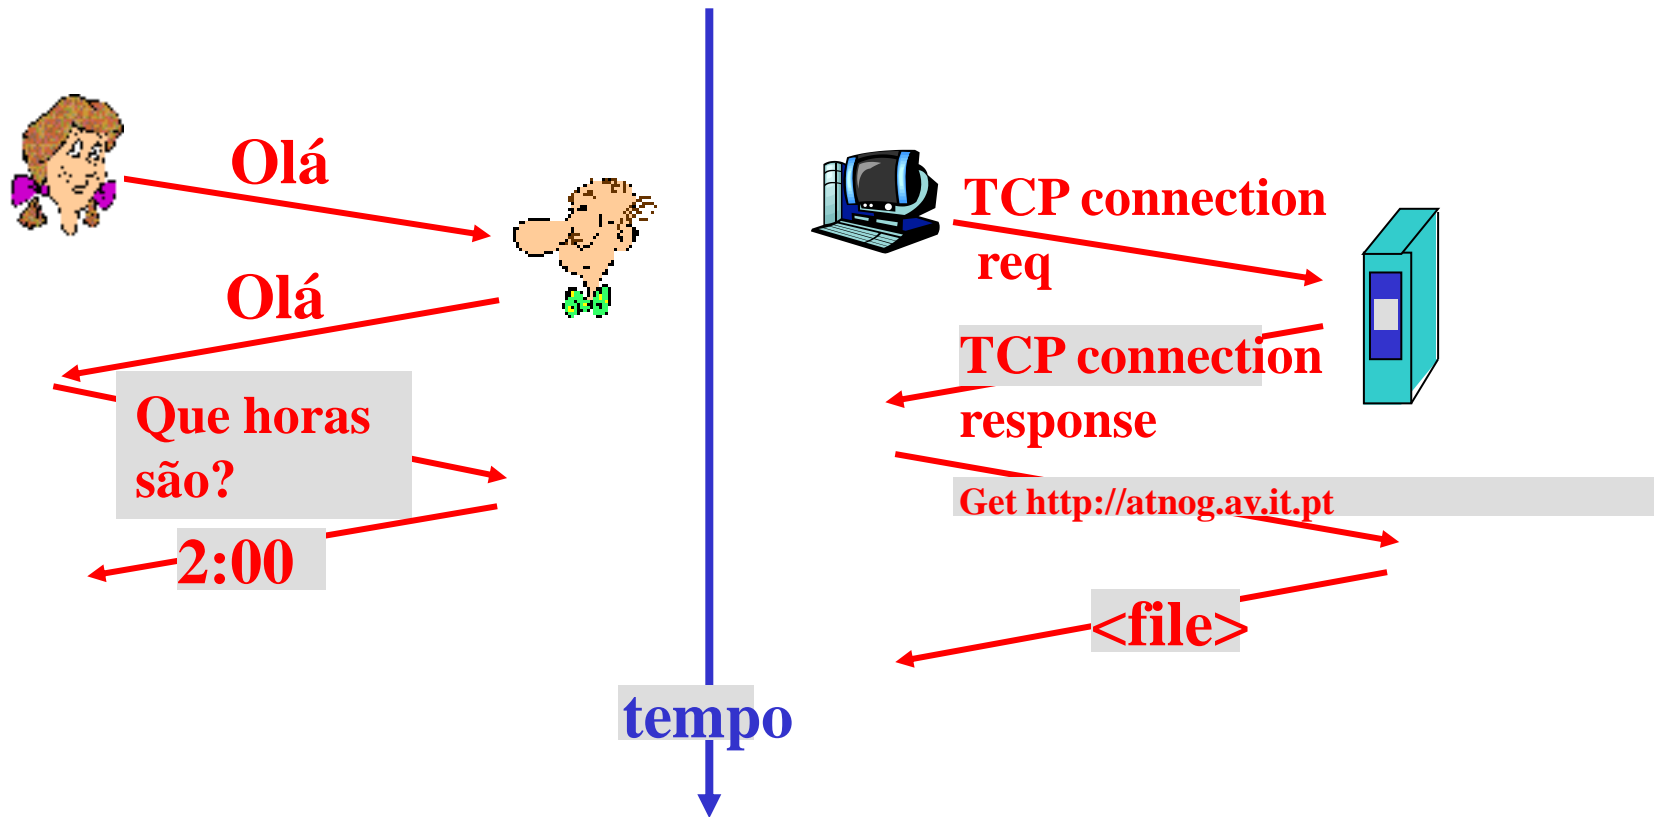 Olá
Olá
Que horas
são?
2:00
TCP connection
req
TCP connection
response
Get http://atnog.av.it.pt
<file>
tempo